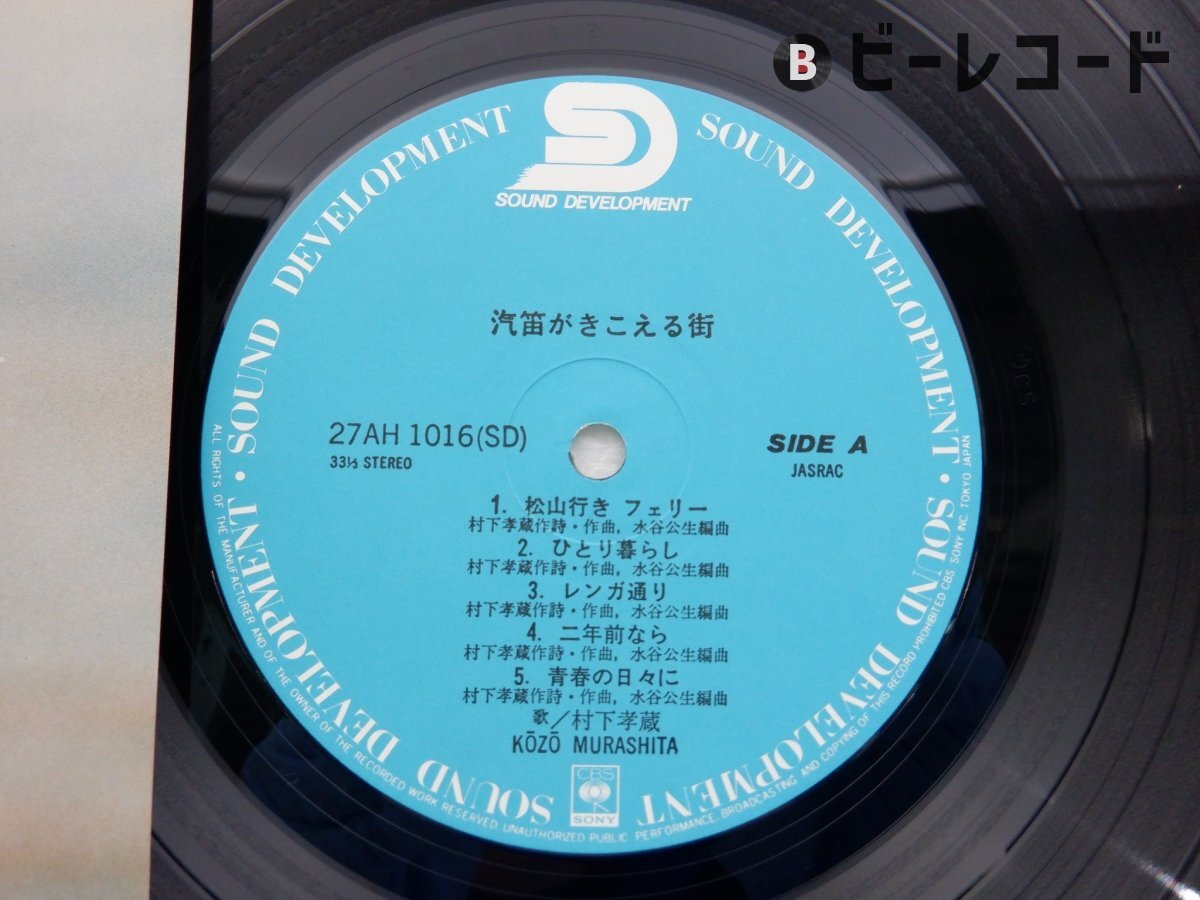 B ビーレコード
SOUND DEVELOPMENT
SOUND DEVELOPMENT • SOUND DEVELOPMENT • SOUND DEVELOPMENT • SOUND DEVELOPMENT
汽笛がきこえる街
27AH 1016(SD)
33⅓ STEREO
SIDE A
JASRAC
1. 松山行き フェリー
村下孝蔵作詩・作曲, 水谷公生編曲
2. ひとり暮らし
村下孝蔵作詩・作曲, 水谷公生編曲
3. レンガ通り
村下孝蔵作詩・作曲, 水谷公生編曲
4. 二年前なら
村下孝蔵作詩・作曲, 水谷公生編曲
5. 青春の日々に
村下孝蔵作詩・作曲, 水谷公生編曲
歌／村下孝蔵
KŌZŌ MURASHITA
CBS
SONY
ALL RIGHTS OF THE MANUFACTURER AND OF THE OWNER OF THE RECORDED WORK RESERVED. UNAUTHORIZED PUBLIC PERFORMANCE, BROADCASTING AND COPYING OF THIS RECORD PROHIBITED CBS SONY INC. TOKYO JAPAN